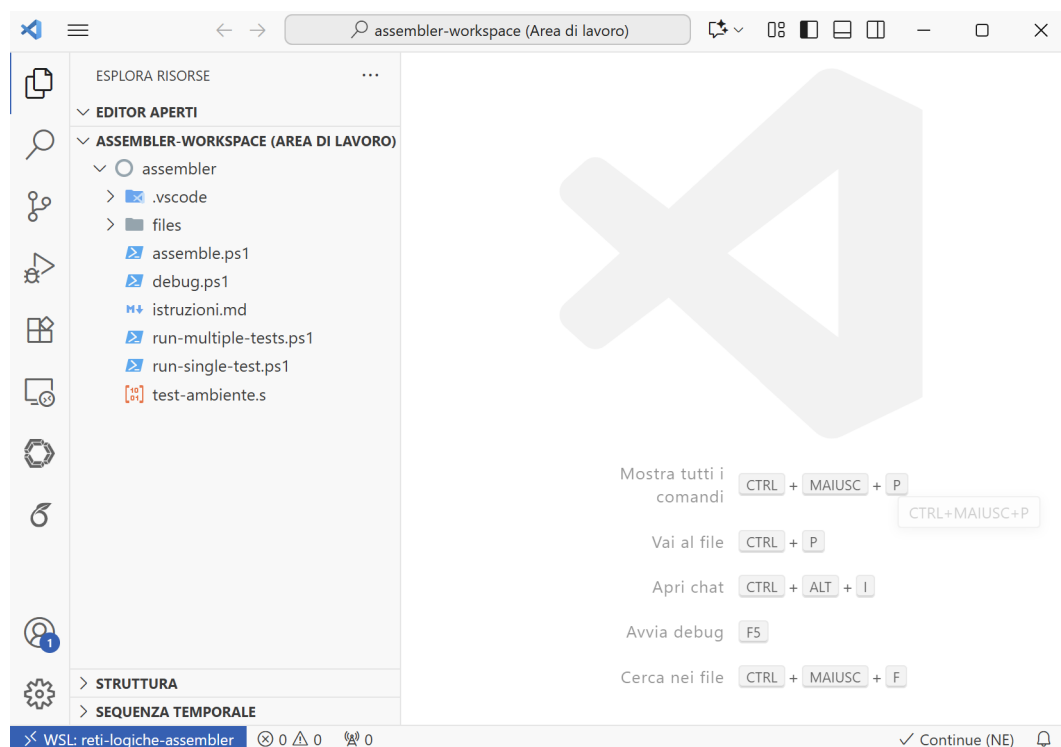 assembler-workspace (Area di lavoro)
ESPLORA RISORSE
EDITOR APERTI
ASSEMBLER-WORKSPACE (AREA DI LAVORO)
assembler
.vscode
files
assemble.ps1
debug.ps1
istruzioni.md
run-multiple-tests.ps1
run-single-test.ps1
test-ambiente.s
Mostra tutti i
comandi
CTRL + MAIUSC + P
CTRL+MAIUSC+P
Vai al file CTRL + P
Apri chat CTRL + ALT + I
Avvia debug F5
Cerca nei file CTRL + MAIUSC + F
1
STRUTTURA
SEQUENZA TEMPORALE
WSL: reti-logiche-assembler 0 0 0 Continue (NE)